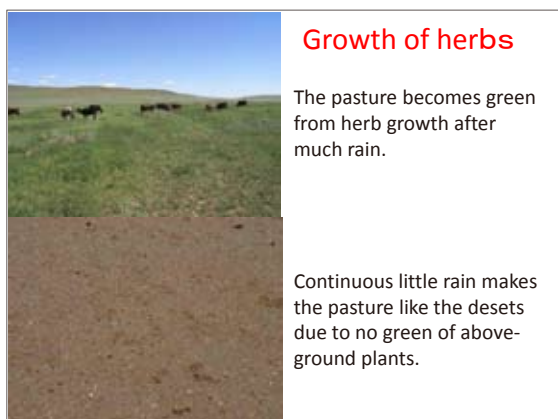 Growth of herbs
The pasture becomes green
from herb growth after
much rain.
Continuous little rain makes
the pasture like the desets
due to no green of above-
ground plants.